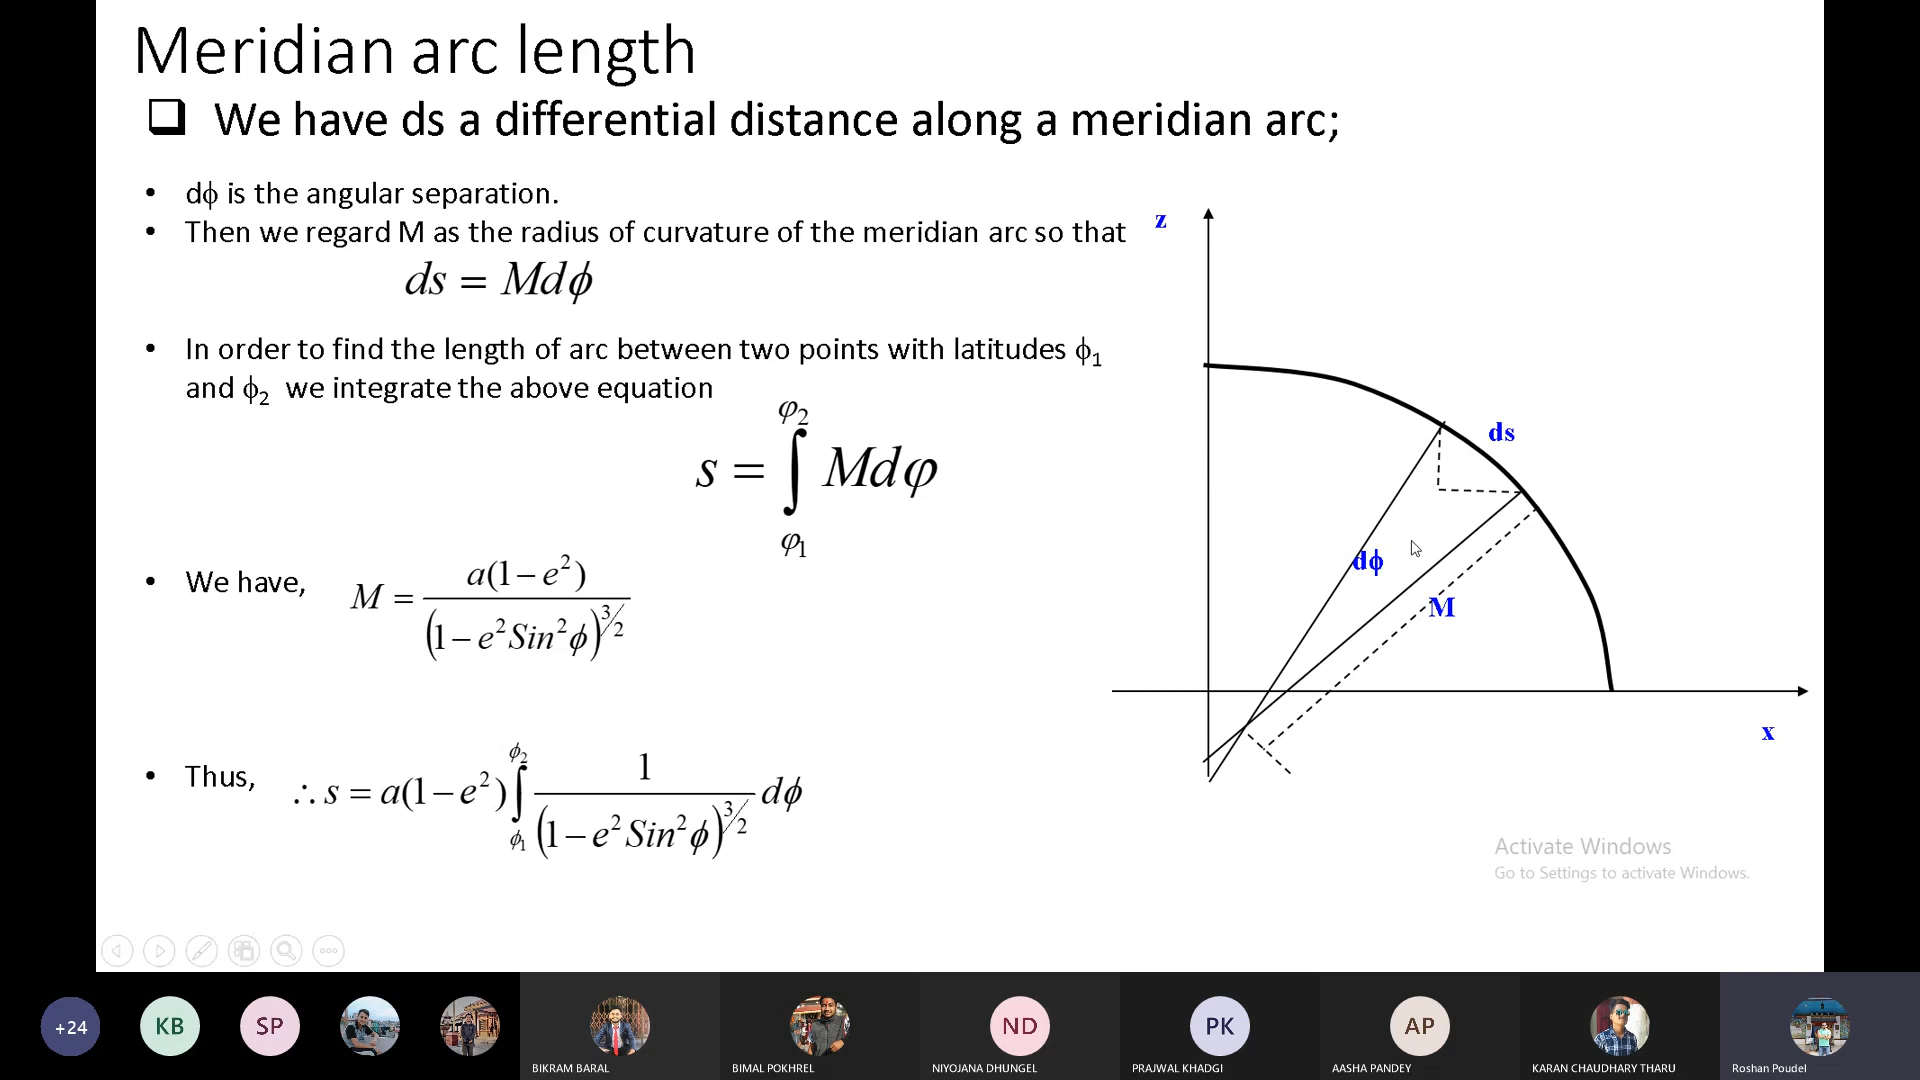 Meridian arc length
❑ We have ds a differential distance along a meridian arc;
• dϕ is the angular separation.
• Then we regard M as the radius of curvature of the meridian arc so that
ds = Mdϕ
• In order to find the length of arc between two points with latitudes ϕ₁
and ϕ₂ we integrate the above equation
s = ∫_{φ₁}^{φ₂} Mdφ
• We have, M = a(1 − e²) / (1 − e² Sin² ϕ)^{3/2}
• Thus, ∴ s = a(1 − e²) ∫_{ϕ₁}^{ϕ₂} 1 / (1 − e² Sin² ϕ)^{3/2} dϕ
z
ds
dϕ
M
x
Activate Windows
Go to Settings to activate Windows.
+24
KB
SP
ND
PK
AP
BIKRAM BARAL
BIMAL POKHREL
NIYOJANA DHUNGEL
PRAJWAL KHADGI
AASHA PANDEY
KARAN CHAUDHARY THARU
Roshan Poudel